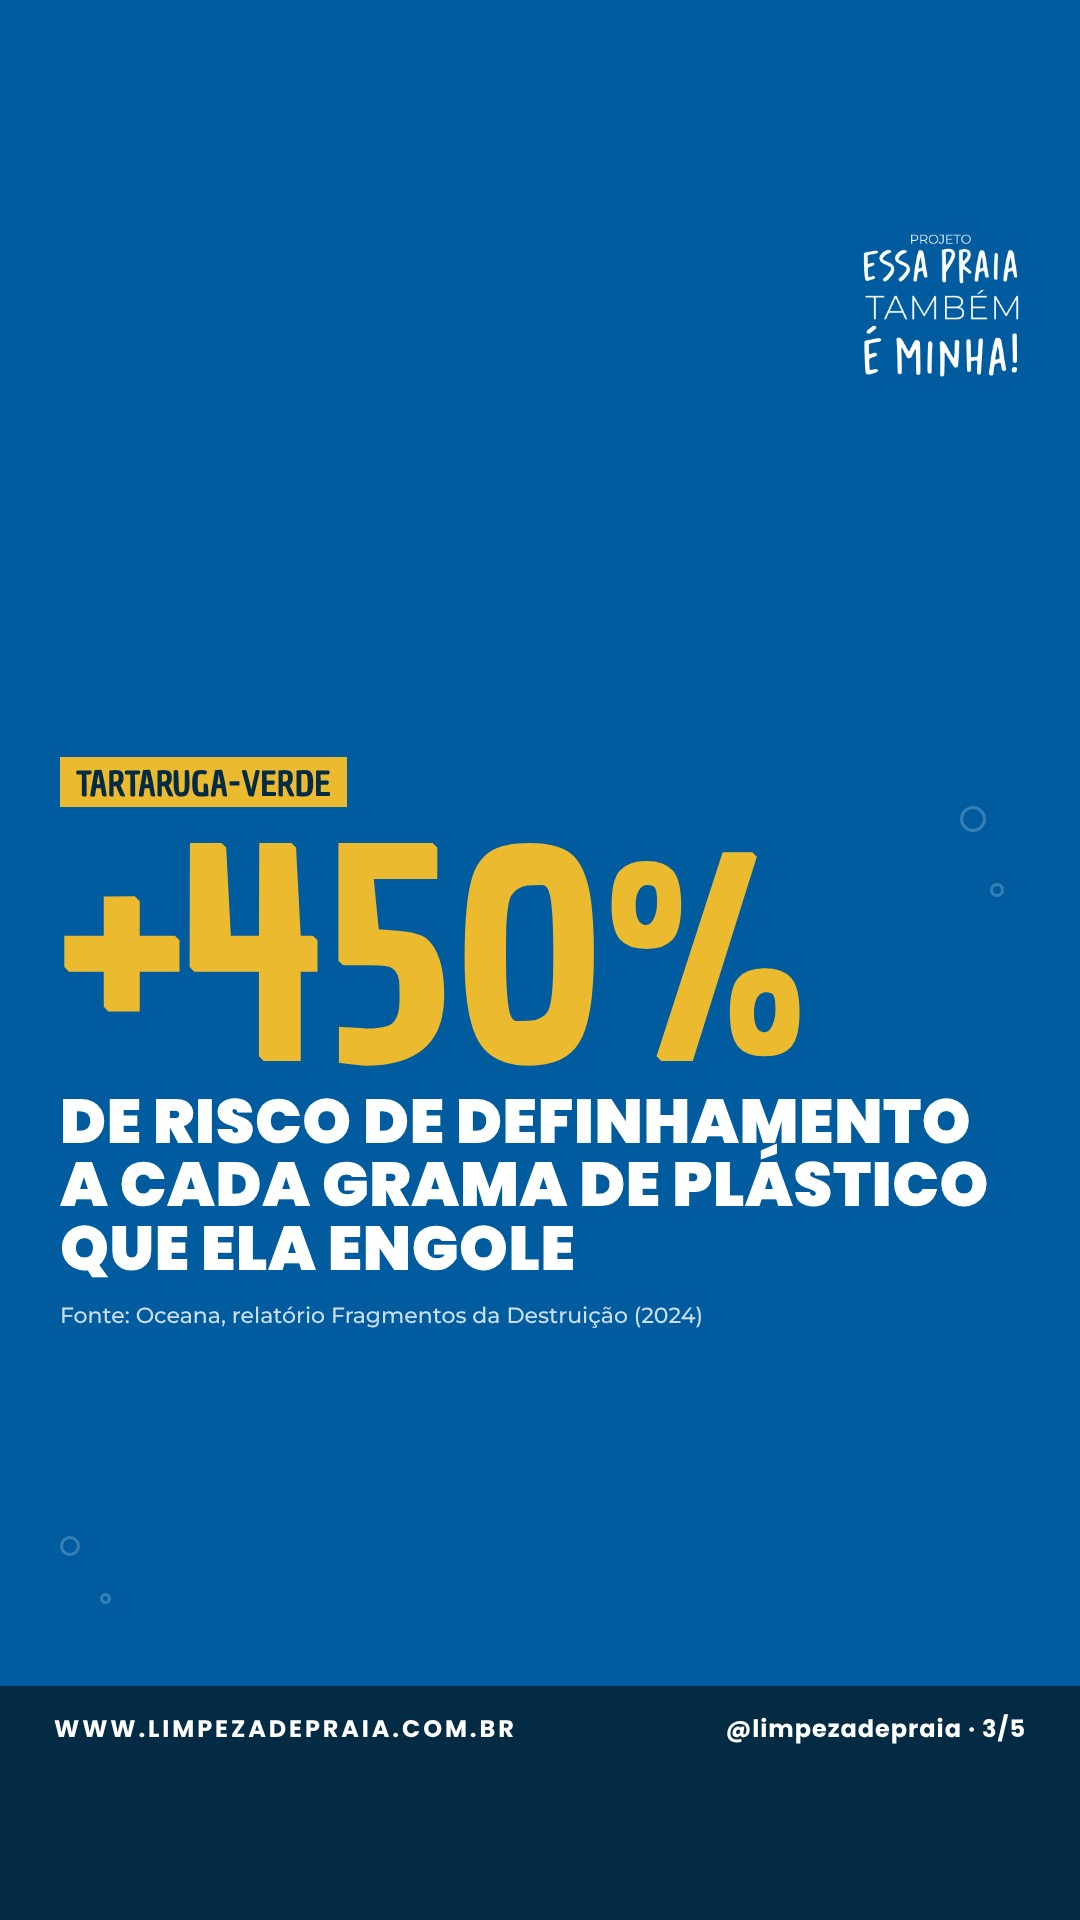 PROJETO
ESSA PRAIA
TAMBÉM
É MINHA!
TARTARUGA-VERDE
+450%
DE RISCO DE DEFINHAMENTO
A CADA GRAMA DE PLÁSTICO
QUE ELA ENGOLE
Fonte: Oceana, relatório Fragmentos da Destruição (2024)
WWW.LIMPEZADEPRAIA.COM.BR
@limpezadepraia · 3/5